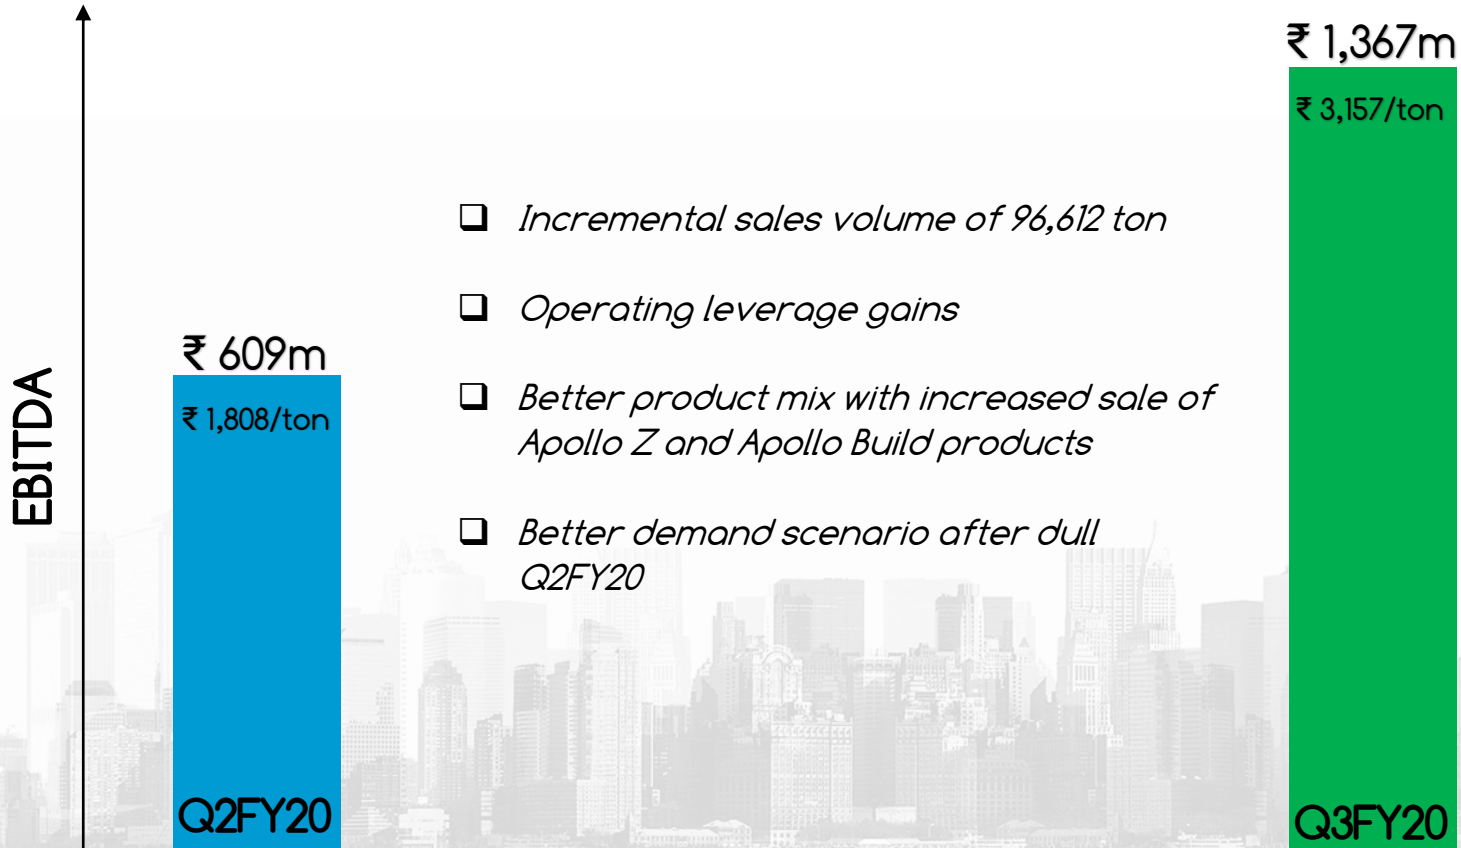 ₹ 1,367m
₹ 3,157/ton
❑ Incremental sales volume of 96,612 ton
❑ Operating leverage gains
₹ 609m
₹ 1,808/ton
❑ Better product mix with increased sale of
Apollo Z and Apollo Build products
EBITDA
❑ Better demand scenario after dull
Q2FY20
Q2FY20
Q3FY20